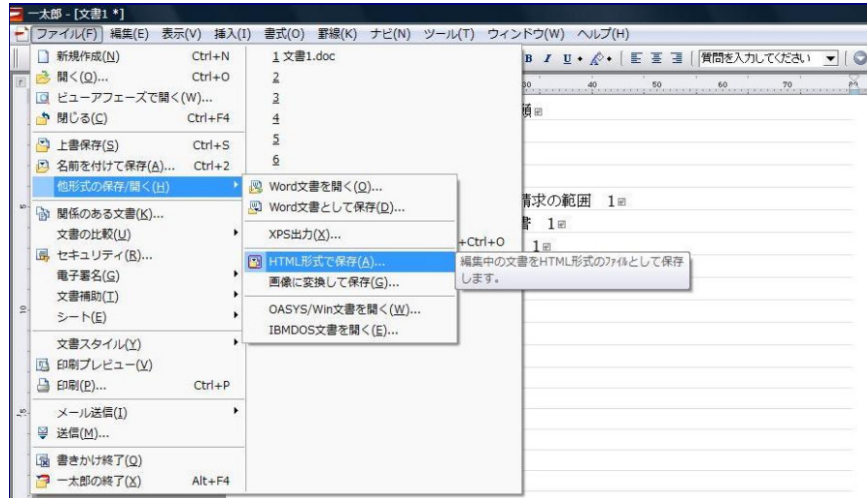 一太郎 - [文書1 *]
ファイル(F) 編集(E) 表示(V) 挿入(I) 書式(O) 罫線(K) ナビ(N) ツール(T) ウィンドウ(W) ヘルプ(H)
B I U 質問を入力してください
新規作成(N) Ctrl+N
開く(O)... Ctrl+O
ビューアフェーズで開く(W)...
閉じる(C) Ctrl+F4
上書保存(S) Ctrl+S
名前を付けて保存(A)... Ctrl+2
他形式の保存/開く(H)
関係のある文書(K)...
文書の比較(U)
セキュリティ(R)...
電子署名(G)
文書補助(T)
シート(E)
文書スタイル(Y)
印刷プレビュー(V)
印刷(P)... Ctrl+P
メール送信(I)
送信(M)...
書きかけ終了(Q)
一太郎の終了(X) Alt+F4
1 文書1.doc
2
3
4
5
6
Word文書を開く(O)...
Word文書として保存(D)...
XPS出力(X)...
HTML形式で保存(A)...
画像に変換して保存(G)...
OASYS/Win文書を開く(W)...
IBMDOS文書を開く(E)...
+Ctrl+O
編集中の文書をHTML形式のファイルとして保存
します。
40 50 60 70
請求の範囲 1
1
1